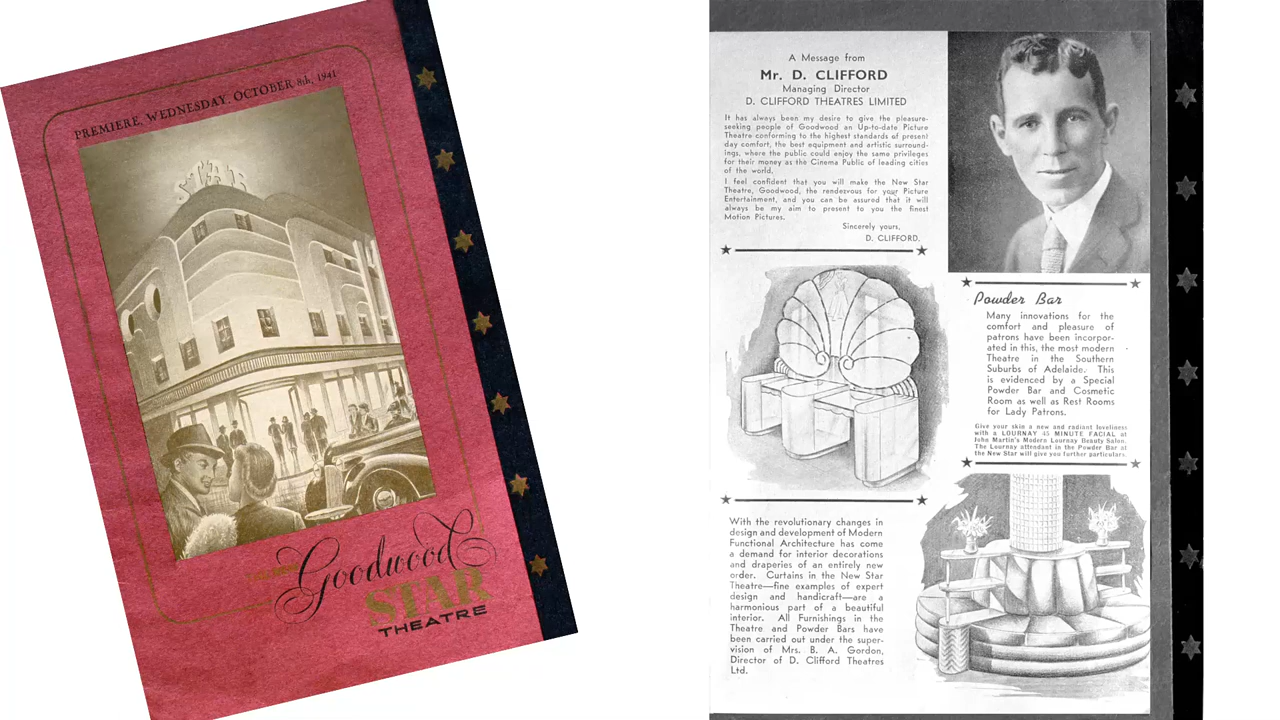 PREMIERE, WEDNESDAY, OCTOBER 8th, 1941
STAR
Goodwood
STAR
THEATRE
A Message from
Mr. D. CLIFFORD
Managing Director
D. CLIFFORD THEATRES LIMITED
It has always been my desire to give the pleasure-
seeking people of Goodwood an Up-to-date Picture
Theatre conforming to the highest standards of present
day comfort, the best equipment and artistic surround-
ings, where the public could enjoy the same privileges
for their money as the Cinema Public of leading cities
of the world.
I feel confident that you will make the New Star
Theatre, Goodwood, the rendezvous for your Picture
Entertainment, and you can be assured that it will
always be my aim to present to you the finest
Motion Pictures.
Sincerely yours,
D. CLIFFORD.
Powder Bar
Many innovations for the
comfort and pleasure of
patrons have been incorpor-
ated in this, the most modern
Theatre in the Southern
Suburbs of Adelaide. This
is evidenced by a Special
Powder Bar and Cosmetic
Room as well as Rest Rooms
for Lady Patrons.
Give your skin a new and radiant loveliness
with a LOURNAY 45 MINUTE FACIAL at
John Martin's Modern Lournay Beauty Salon.
The Lournay attendant in the Powder Bar at
the New Star will give you further particulars.
With the revolutionary changes in
design and development of Modern
Functional Architecture has come
a demand for interior decorations
and draperies of an entirely new
order. Curtains in the New Star
Theatre—fine examples of expert
design and handicraft—are a
harmonious part of a beautiful
interior. All Furnishings in the
Theatre and Powder Bars have
been carried out under the super-
vision of Mrs. B. A. Gordon,
Director of D. Clifford Theatres
Ltd.